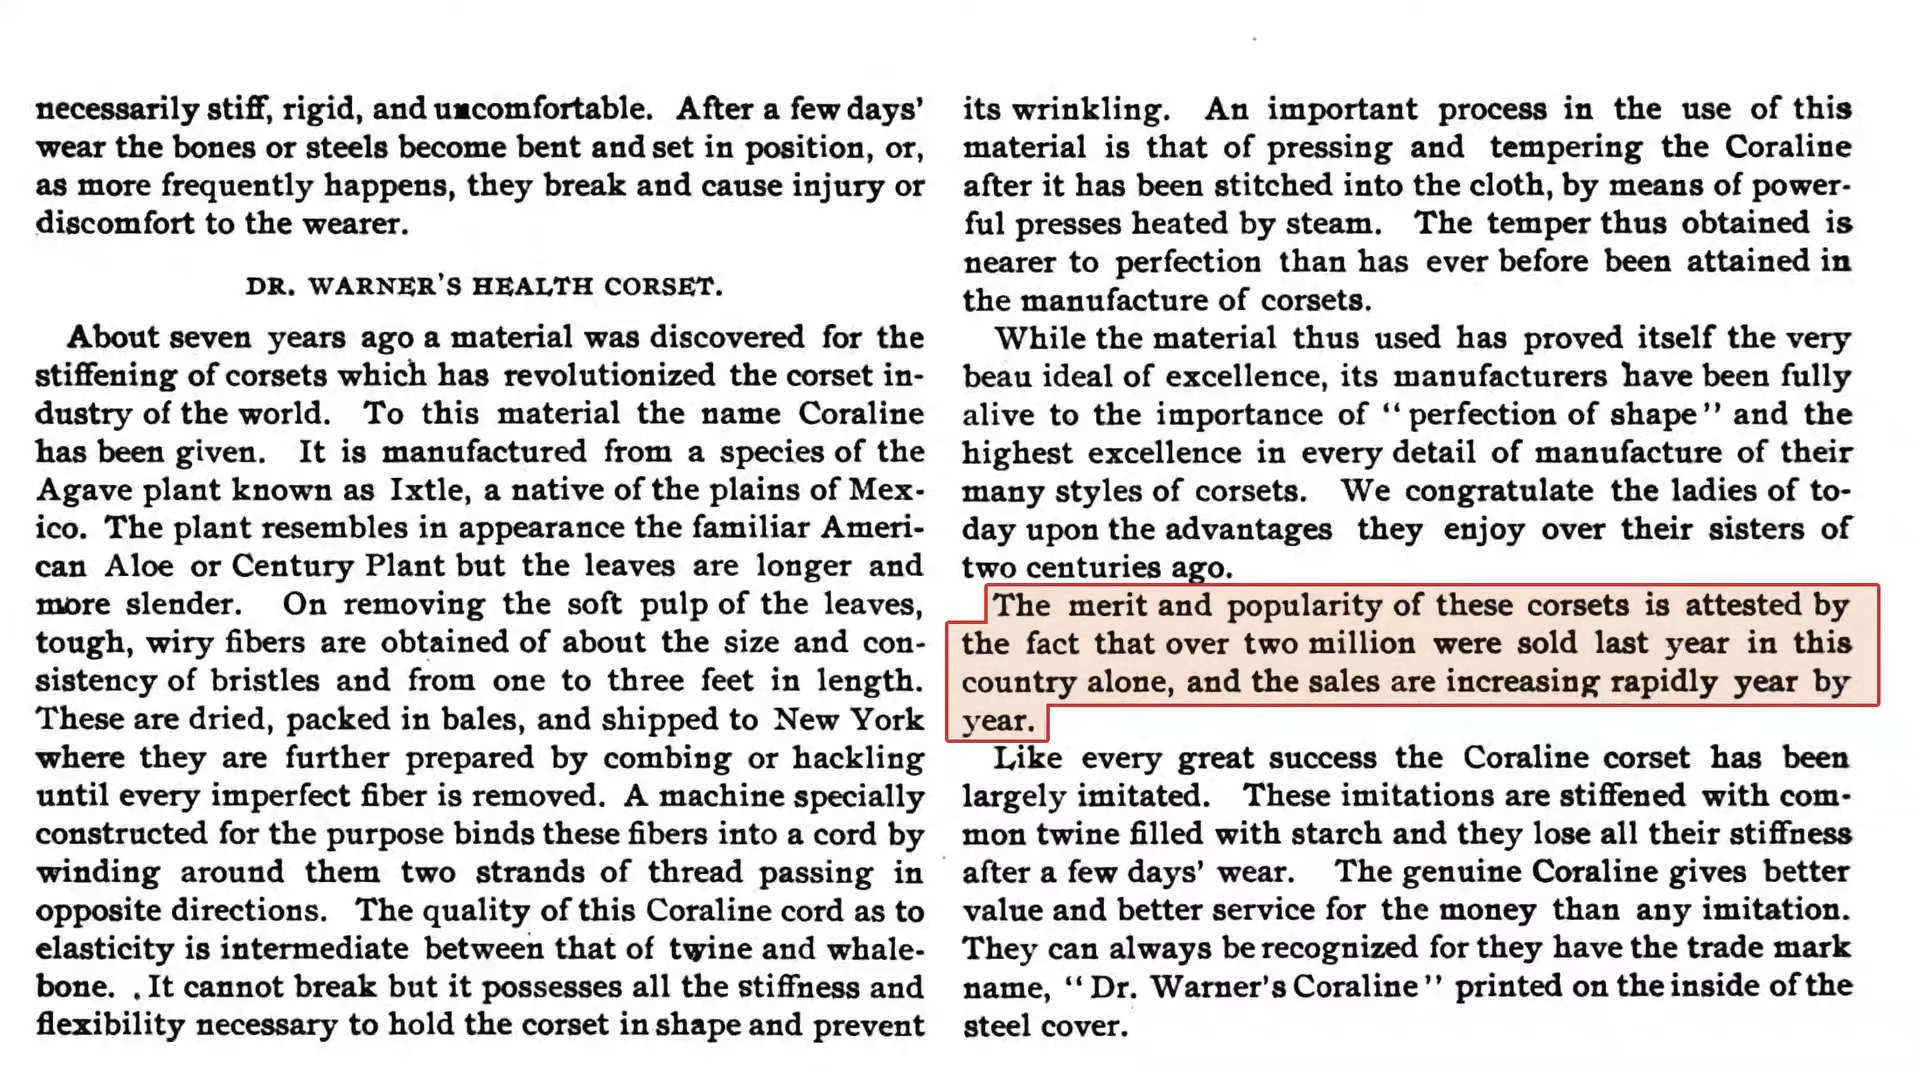 necessarily stiff, rigid, and uncomfortable. After a few days'
wear the bones or steels become bent and set in position, or,
as more frequently happens, they break and cause injury or
discomfort to the wearer.
DR. WARNER'S HEALTH CORSET.
About seven years ago a material was discovered for the
stiffening of corsets which has revolutionized the corset in-
dustry of the world. To this material the name Coraline
has been given. It is manufactured from a species of the
Agave plant known as Ixtle, a native of the plains of Mex-
ico. The plant resembles in appearance the familiar Ameri-
can Aloe or Century Plant but the leaves are longer and
more slender. On removing the soft pulp of the leaves,
tough, wiry fibers are obtained of about the size and con-
sistency of bristles and from one to three feet in length.
These are dried, packed in bales, and shipped to New York
where they are further prepared by combing or hackling
until every imperfect fiber is removed. A machine specially
constructed for the purpose binds these fibers into a cord by
winding around them two strands of thread passing in
opposite directions. The quality of this Coraline cord as to
elasticity is intermediate between that of twine and whale-
bone. It cannot break but it possesses all the stiffness and
flexibility necessary to hold the corset in shape and prevent
its wrinkling. An important process in the use of this
material is that of pressing and tempering the Coraline
after it has been stitched into the cloth, by means of power-
ful presses heated by steam. The temper thus obtained is
nearer to perfection than has ever before been attained in
the manufacture of corsets.
While the material thus used has proved itself the very
beau ideal of excellence, its manufacturers have been fully
alive to the importance of "perfection of shape" and the
highest excellence in every detail of manufacture of their
many styles of corsets. We congratulate the ladies of to-
day upon the advantages they enjoy over their sisters of
two centuries ago.
The merit and popularity of these corsets is attested by
the fact that over two million were sold last year in this
country alone, and the sales are increasing rapidly year by
year.
Like every great success the Coraline corset has been
largely imitated. These imitations are stiffened with com-
mon twine filled with starch and they lose all their stiffness
after a few days' wear. The genuine Coraline gives better
value and better service for the money than any imitation.
They can always be recognized for they have the trade mark
name, "Dr. Warner's Coraline" printed on the inside of the
steel cover.